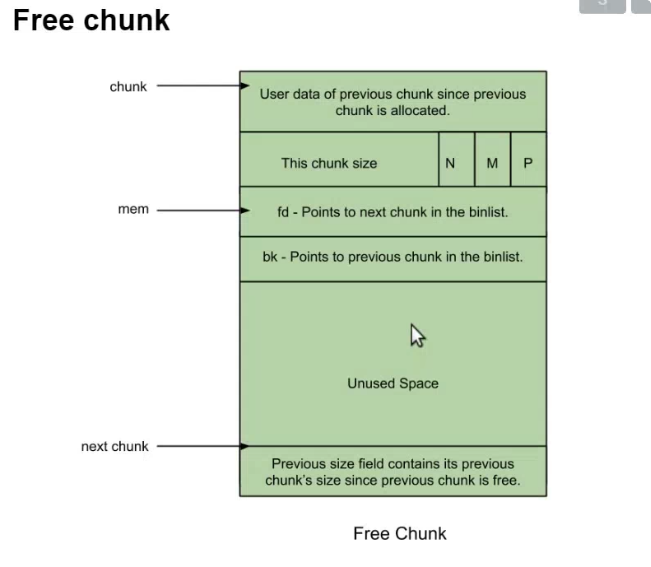 Free chunk
chunk
User data of previous chunk since previous
chunk is allocated.
This chunk size
N
M
P
mem
fd - Points to next chunk in the binlist.
bk - Points to previous chunk in the binlist.
Unused Space
next chunk
Previous size field contains its previous
chunk's size since previous chunk is free.
Free Chunk